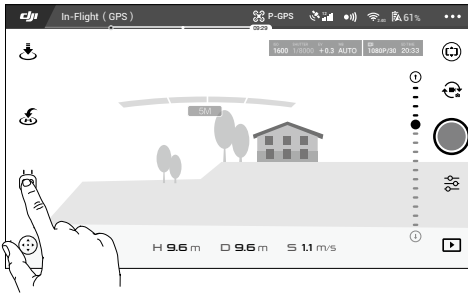 dji In-Flight ( GPS ) P-GPS 61%
09:29
1600 1/8000 +0.3 AUTO 1080P/30 20:33
5M
H 9.6 m D 9.6 m S 1.1 m/s